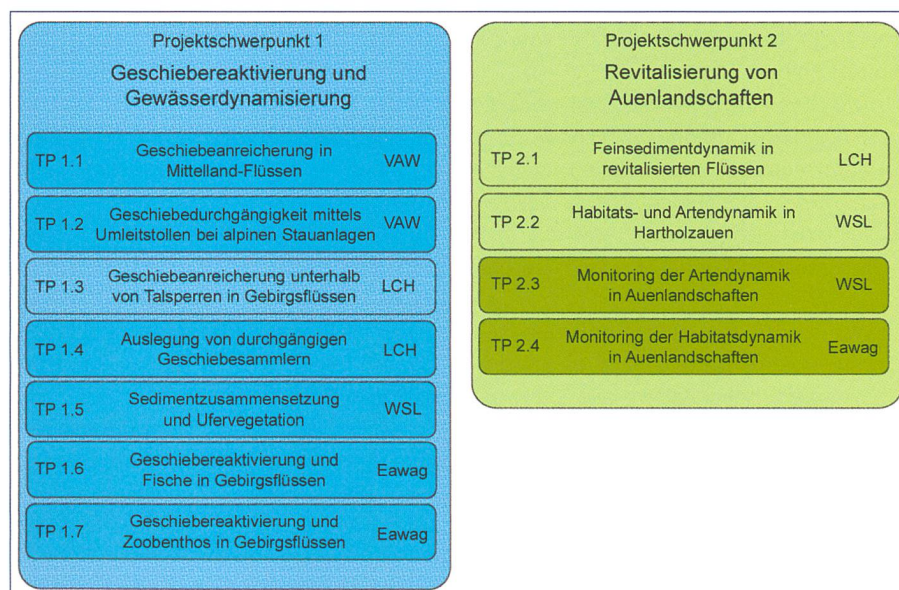 Projektschwerpunkt 1
Geschiebereaktivierung und
Gewässerdynamisierung
TP 1.1 Geschiebeanreicherung in VAW
Mittelland-Flüssen
TP 1.2 Geschiebedurchgängigkeit mittels VAW
Umleitstollen bei alpinen Stauanlagen
TP 1.3 Geschiebeanreicherung unterhalb LCH
von Talsperren in Gebirgsflüssen
TP 1.4 Auslegung von durchgängigen LCH
Geschiebesammlern
TP 1.5 Sedimentzusammensetzung WSL
und Ufervegetation
TP 1.6 Geschiebereaktivierung und Eawag
Fische in Gebirgsflüssen
TP 1.7 Geschiebereaktivierung und Eawag
Zoobenthos in Gebirgsflüssen
Projektschwerpunkt 2
Revitalisierung von
Auenlandschaften
TP 2.1 Feinsedimentdynamik in LCH
revitalisierten Flüssen
TP 2.2 Habitats- und Artendynamik in WSL
Hartholzauen
TP 2.3 Monitoring der Artendynamik WSL
in Auenlandschaften
TP 2.4 Monitoring der Habitatsdynamik Eawag
in Auenlandschaften